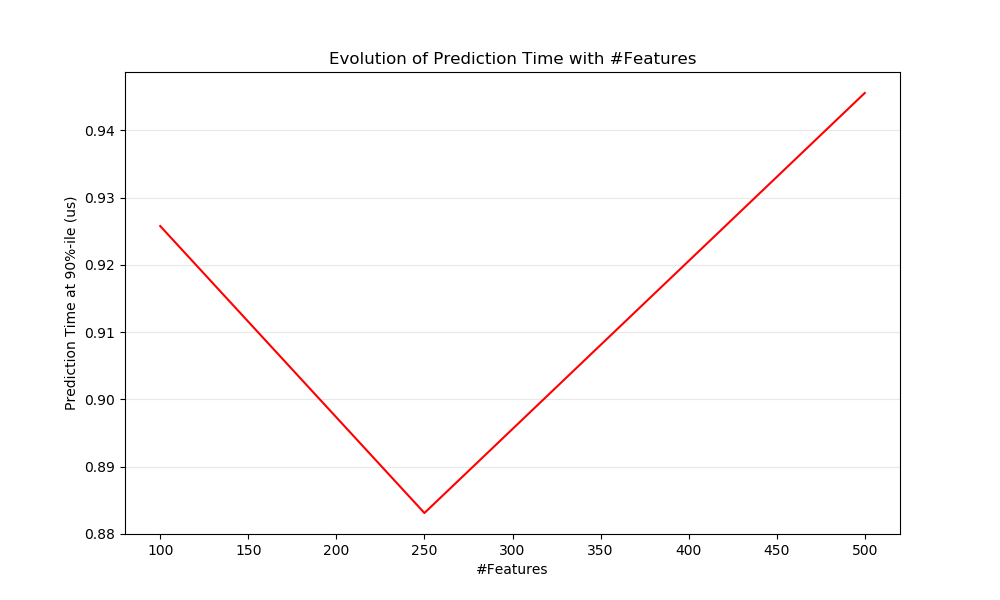 Evolution of Prediction Time with #Features
Prediction Time at 90%-ile (us)
0.94
0.93
0.92
0.91
0.90
0.89
0.88
100 150 200 250 300 350 400 450 500
#Features